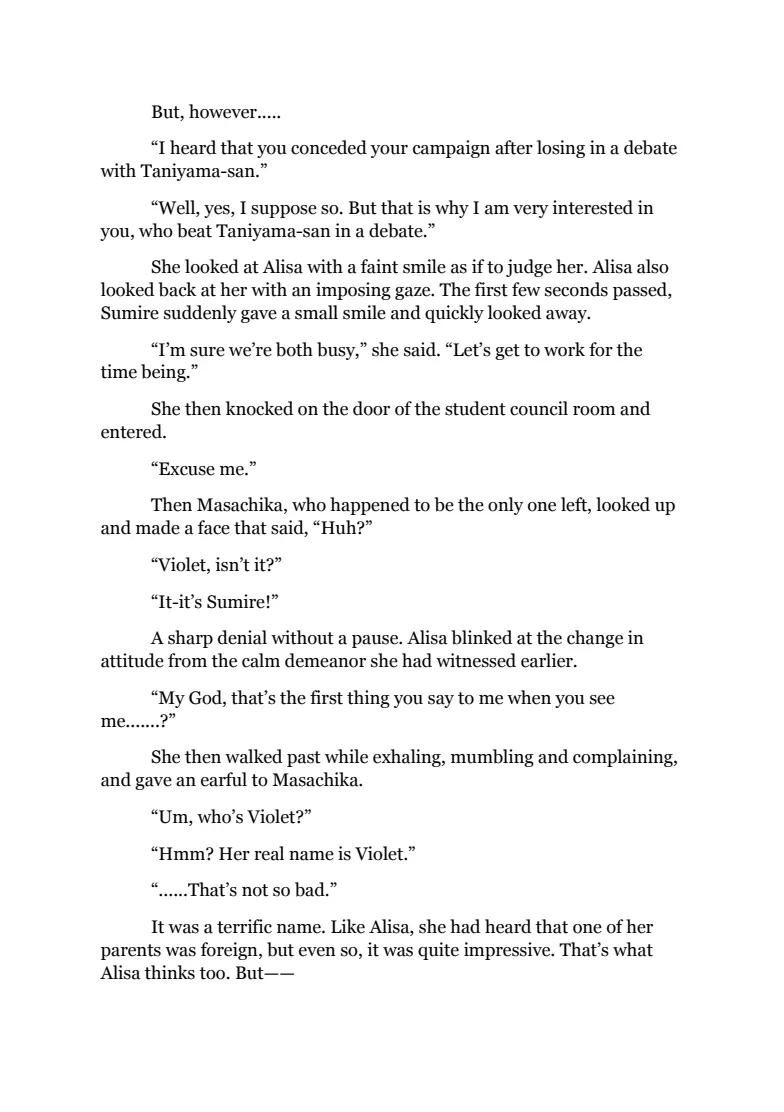 But, however.....
“I heard that you conceded your campaign after losing in a debate
with Taniyama-san.”
“Well, yes, I suppose so. But that is why I am very interested in
you, who beat Taniyama-san in a debate.”
She looked at Alisa with a faint smile as if to judge her. Alisa also
looked back at her with an imposing gaze. The first few seconds passed,
Sumire suddenly gave a small smile and quickly looked away.
“I’m sure we’re both busy,” she said. “Let’s get to work for the
time being.”
She then knocked on the door of the student council room and
entered.
“Excuse me.”
Then Masachika, who happened to be the only one left, looked up
and made a face that said, “Huh?”
“Violet, isn’t it?”
“It-it’s Sumire!”
A sharp denial without a pause. Alisa blinked at the change in
attitude from the calm demeanor she had witnessed earlier.
“My God, that’s the first thing you say to me when you see
me.......?”
She then walked past while exhaling, mumbling and complaining,
and gave an earful to Masachika.
“Um, who’s Violet?”
“Hmm? Her real name is Violet.”
“......That’s not so bad.”
It was a terrific name. Like Alisa, she had heard that one of her
parents was foreign, but even so, it was quite impressive. That’s what
Alisa thinks too. But——